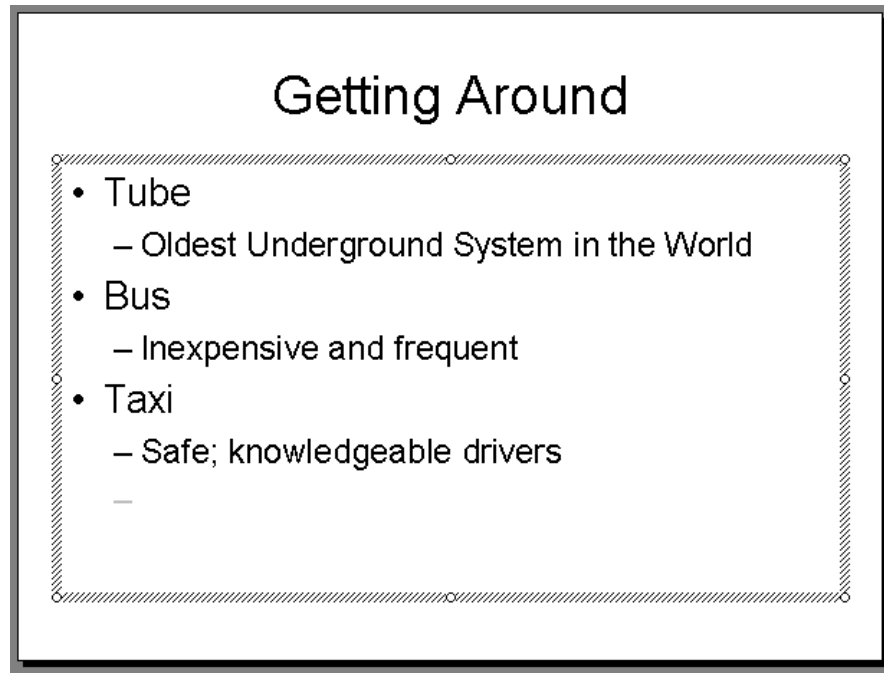 Getting Around
• Tube
– Oldest Underground System in the World
• Bus
– Inexpensive and frequent
• Taxi
– Safe; knowledgeable drivers
–